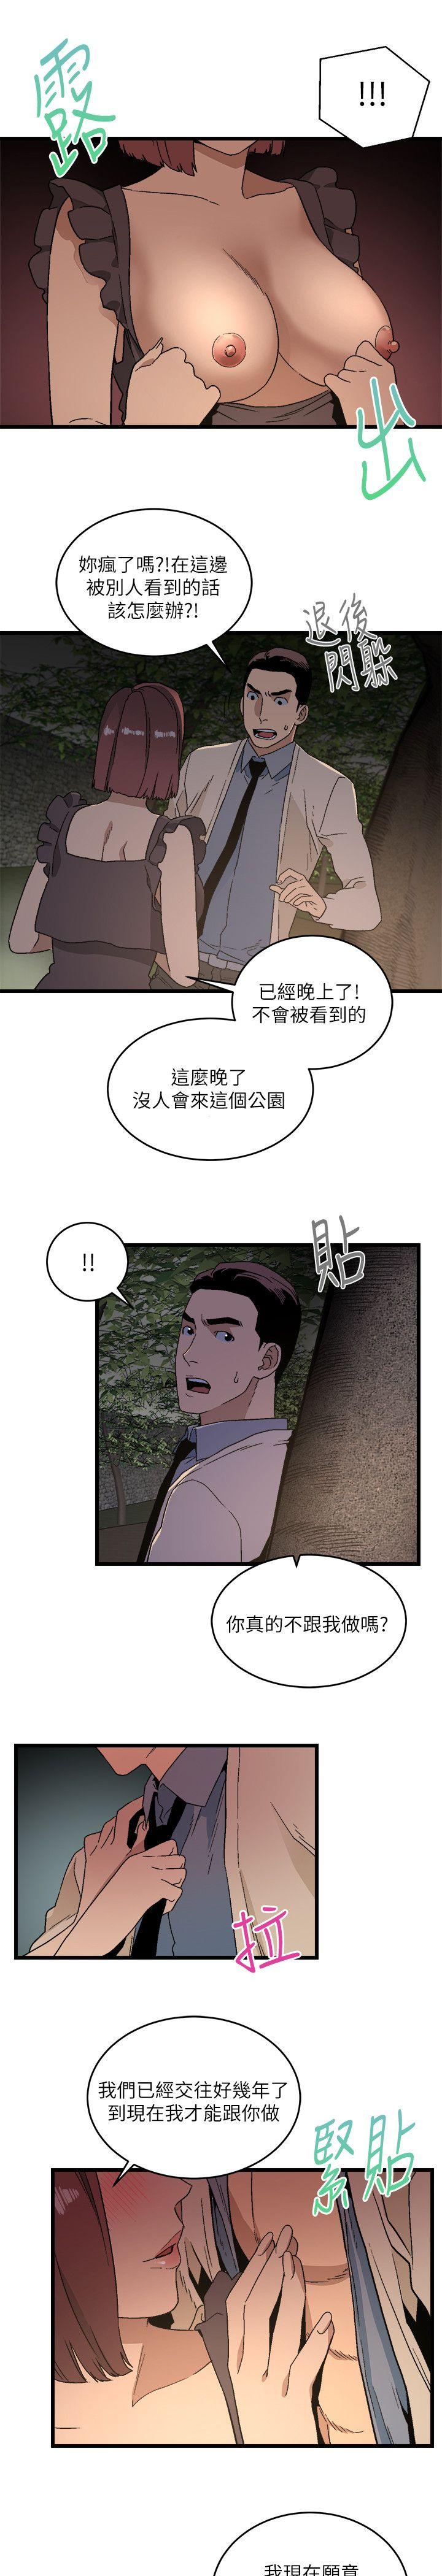 露
!!!
出
妳瘋了嗎?!在這邊
被別人看到的話
該怎麼辦?!
退後
閃躲
已經晚上了!
不會被看到的
這麼晚了
沒人會來這個公園
!!
貼
你真的不跟我做嗎?
拉
我們已經交往好幾年了
到現在我才能跟你做
緊貼
我現在願意